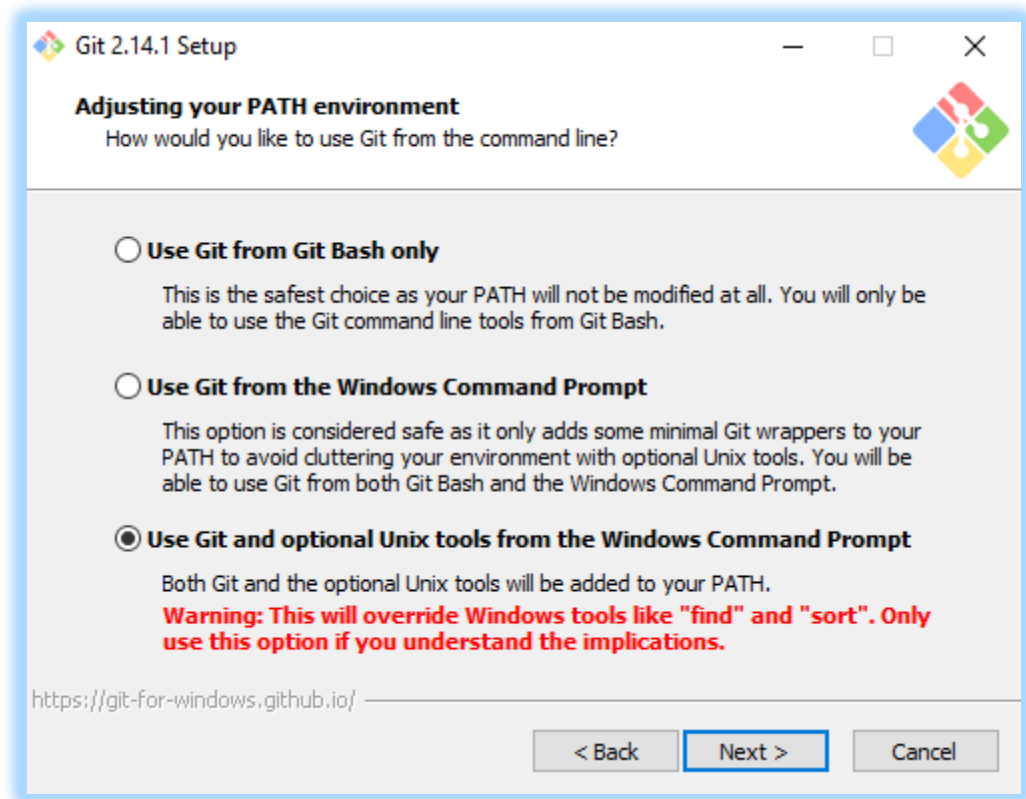 Git 2.14.1 Setup
Adjusting your PATH environment
How would you like to use Git from the command line?
Use Git from Git Bash only
This is the safest choice as your PATH will not be modified at all. You will only be
able to use the Git command line tools from Git Bash.
Use Git from the Windows Command Prompt
This option is considered safe as it only adds some minimal Git wrappers to your
PATH to avoid cluttering your environment with optional Unix tools. You will be
able to use Git from both Git Bash and the Windows Command Prompt.
Use Git and optional Unix tools from the Windows Command Prompt
Both Git and the optional Unix tools will be added to your PATH.
Warning: This will override Windows tools like "find" and "sort". Only
use this option if you understand the implications.
https://git-for-windows.github.io/
< Back Next > Cancel